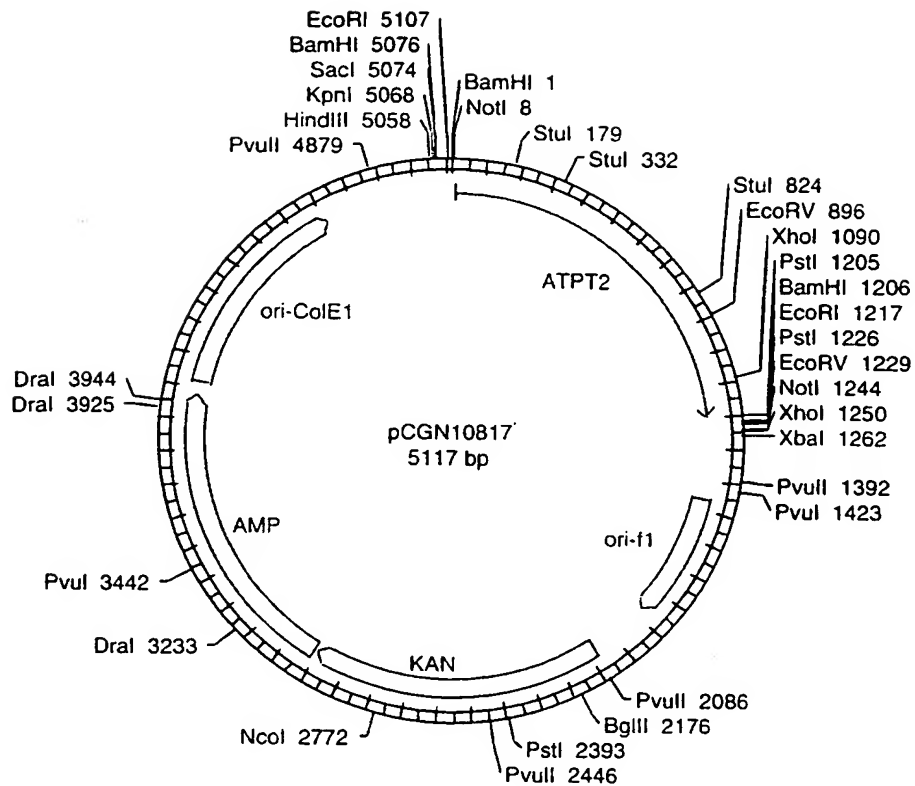 EcoRI 5107
BamHI 5076
SacI 5074
KpnI 5068
HindIII 5058
PvuII 4879
BamHI 1
NotI 8
StuI 179
StuI 332
StuI 824
EcoRV 896
XhoI 1090
PstI 1205
BamHI 1206
EcoRI 1217
PstI 1226
EcoRV 1229
NotI 1244
XhoI 1250
XbaI 1262
PvuII 1392
PvuI 1423
PvuII 2086
BglII 2176
PstI 2393
PvuII 2446
NcoI 2772
DraI 3233
PvuI 3442
DraI 3944
DraI 3925
ATPT2
ori-ColE1
pCGN10817
5117 bp
AMP
ori-f1
KAN